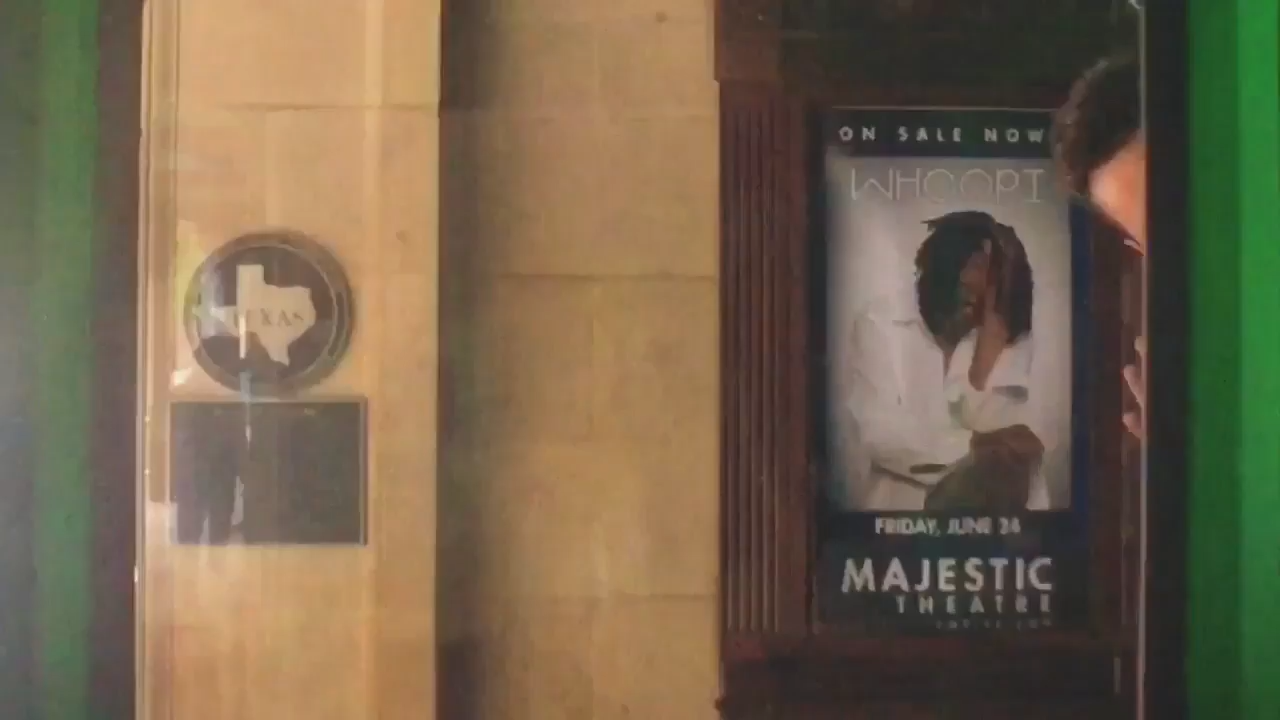 TEXAS
ON SALE NOW
WHOOPI
FRIDAY, JUNE 24
MAJESTIC
THEATRE